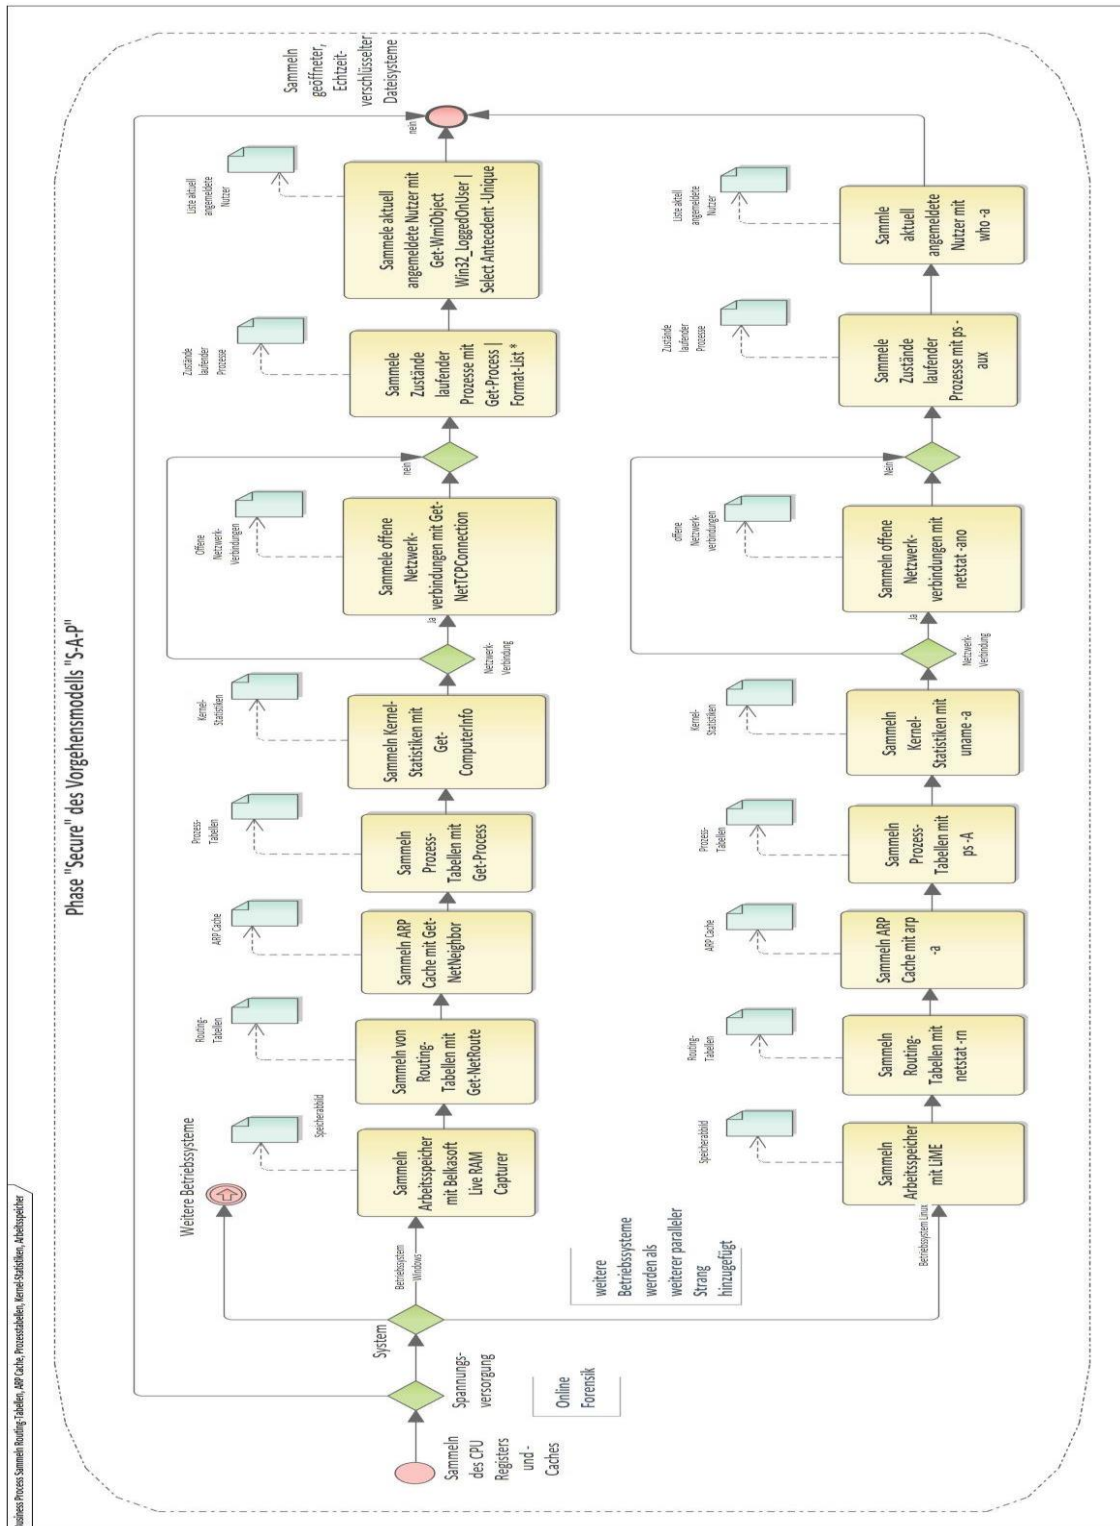 Business Process Sammeln Routing-Tabellen, ARP Cache, Prozesstabellen, Kernel-Statistiken, Arbeitsspeicher
Phase "Secure" des Vorgehensmodells "S-A-P"
Sammeln
des CPU
Registers
und -
Caches
Spannungs-
versorgung
Online
Forensik
System
Weitere Betriebssysteme
Betriebssystem
Windows
Sammeln
Arbeitsspeicher
mit Belkasoft
Live RAM
Capturer
Speicherabbild
Sammeln von
Routing-
Tabellen mit
Get-NetRoute
Routing-
Tabellen
Sammeln ARP
Cache mit Get-
NetNeighbor
ARP Cache
Sammeln
Prozess-
Tabellen mit
Get-Process
Prozess-
Tabellen
Sammeln Kernel-
Statistiken mit
Get-
ComputerInfo
Kernel-
Statistiken
Netzwerk-
Verbindung
Ja
Sammele offene
Netzwerk-
verbindungen mit Get-
NetTCPConnection
Offene
Netzwerk-
Verbindungen
nein
Sammele
Zustände
laufender
Prozesse mit
Get-Process |
Format-List *
Zustände
laufender
Prozesse
Sammele aktuell
angemeldete Nutzer mit
Get-WmiObject
Win32_LoggedOnUser |
Select Antecedent -Unique
Liste aktuell
angemeldete
Nutzer
nein
Sammeln
geöffneter,
Echtzeit-
verschlüsselter
Dateisysteme
weitere
Betriebssysteme
werden als
weiterer paralleler
Strang
hinzugefügt
Betriebssystem Linux
Sammeln
Arbeitsspeicher
mit LiME
Speicherabbild
Sammeln
Routing-
Tabellen mit
netstat -rn
Routing-
Tabellen
Sammeln ARP
Cache mit arp
-a
ARP Cache
Sammeln
Prozess-
Tabellen mit
ps -A
Prozess-
Tabellen
Sammeln
Kernel-
Statistiken mit
uname -a
Kernel-
Statistiken
Netzwerk-
Verbindung
Ja
Sammeln offene
Netzwerk-
verbindungen mit
netstat -ano
offene
Netzwerk-
verbindungen
Nein
Sammele
Zustände
laufender
Prozesse mit ps -
aux
Zustände
laufender
Prozesse
Sammle
aktuell
angemeldete
Nutzer mit
who -a
Liste aktell
angemeldete
Nutzer